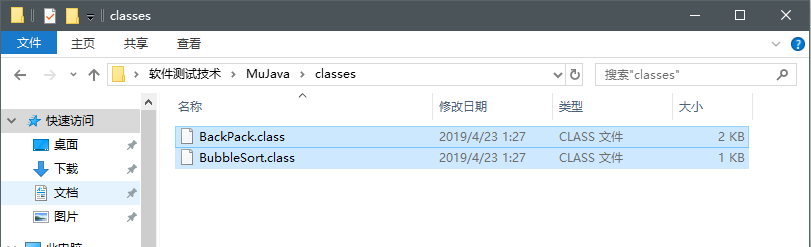 classes
文件 主页 共享 查看
软件测试技术 MuJava classes 搜索"classes"
名称 修改日期 类型 大小
快速访问
BackPack.class 2019/4/23 1:27 CLASS 文件 2 KB
桌面
BubbleSort.class 2019/4/23 1:27 CLASS 文件 1 KB
下载
文档
图片
此电脑